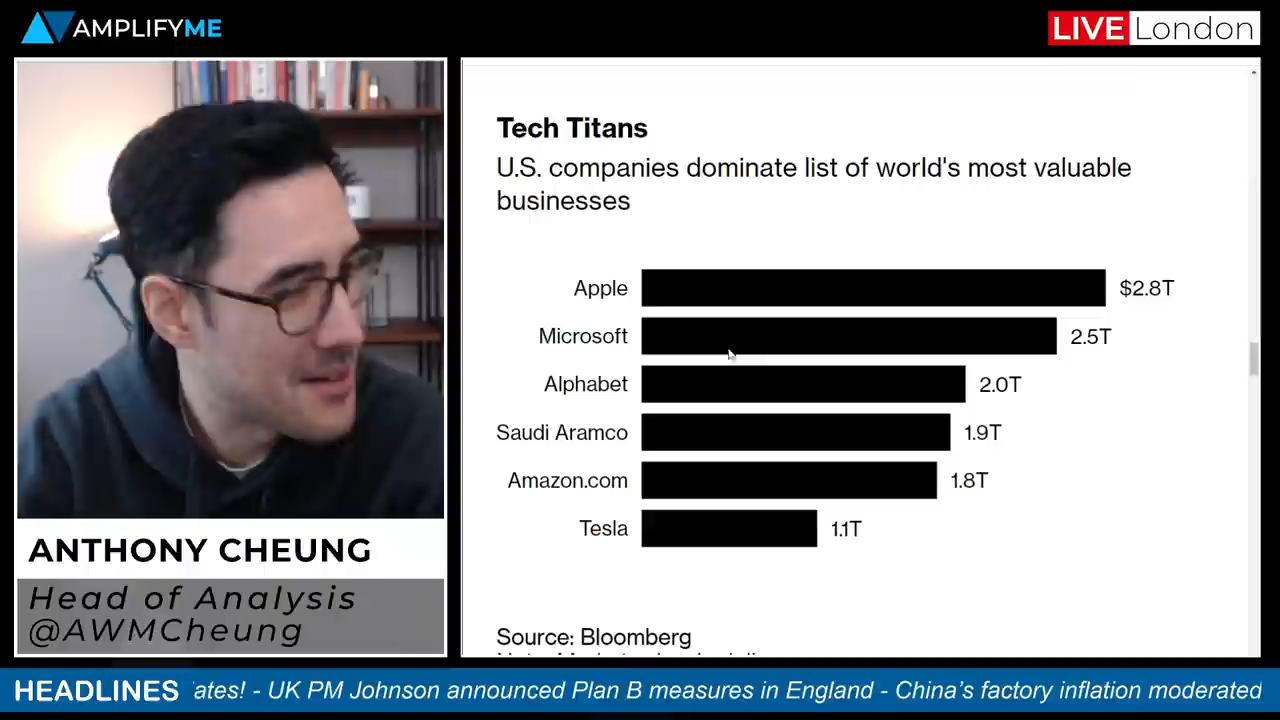 AMPLIFYME
LIVE London
Tech Titans
U.S. companies dominate list of world's most valuable
businesses
Apple $2.8T
Microsoft 2.5T
Alphabet 2.0T
Saudi Aramco 1.9T
Amazon.com 1.8T
Tesla 1.1T
Source: Bloomberg
ANTHONY CHEUNG
Head of Analysis
@AWMCheung
HEADLINES ates! - UK PM Johnson announced Plan B measures in England - China's factory inflation moderated